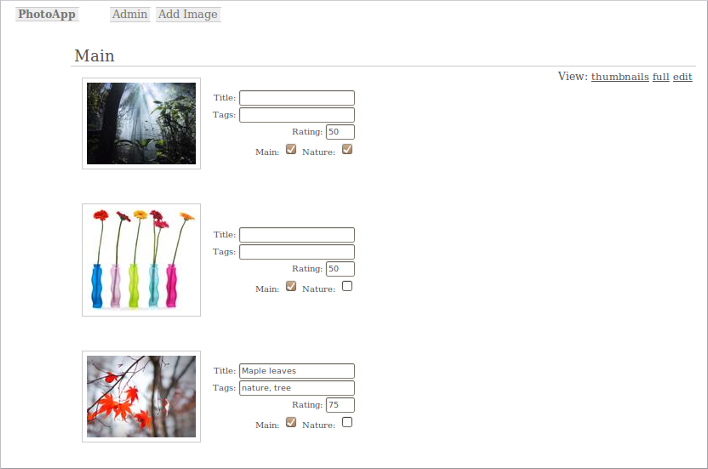 PhotoApp Admin Add Image
Main
View: thumbnails full edit
Title:
Tags:
Rating: 50
Main: Nature:
Title:
Tags:
Rating: 50
Main: Nature:
Title: Maple leaves
Tags: nature, tree
Rating: 75
Main: Nature: